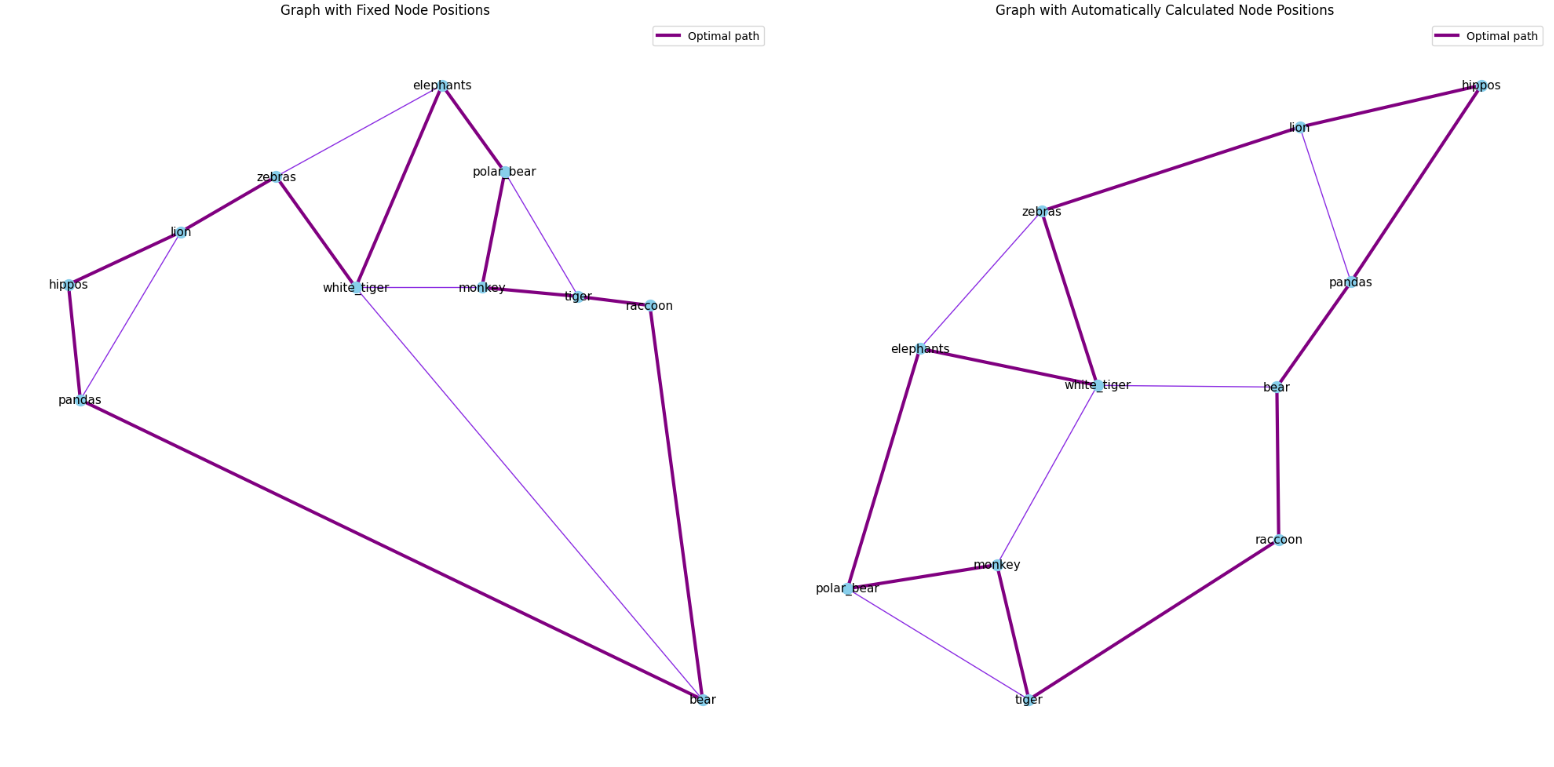 Graph with Fixed Node Positions
Optimal path
elephants
polar_bear
zebras
lion
hippos
white_tiger
monkey
tiger
raccoon
pandas
bear
Graph with Automatically Calculated Node Positions
Optimal path
hippos
lion
zebras
pandas
elephants
white_tiger
bear
raccoon
monkey
polar_bear
tiger